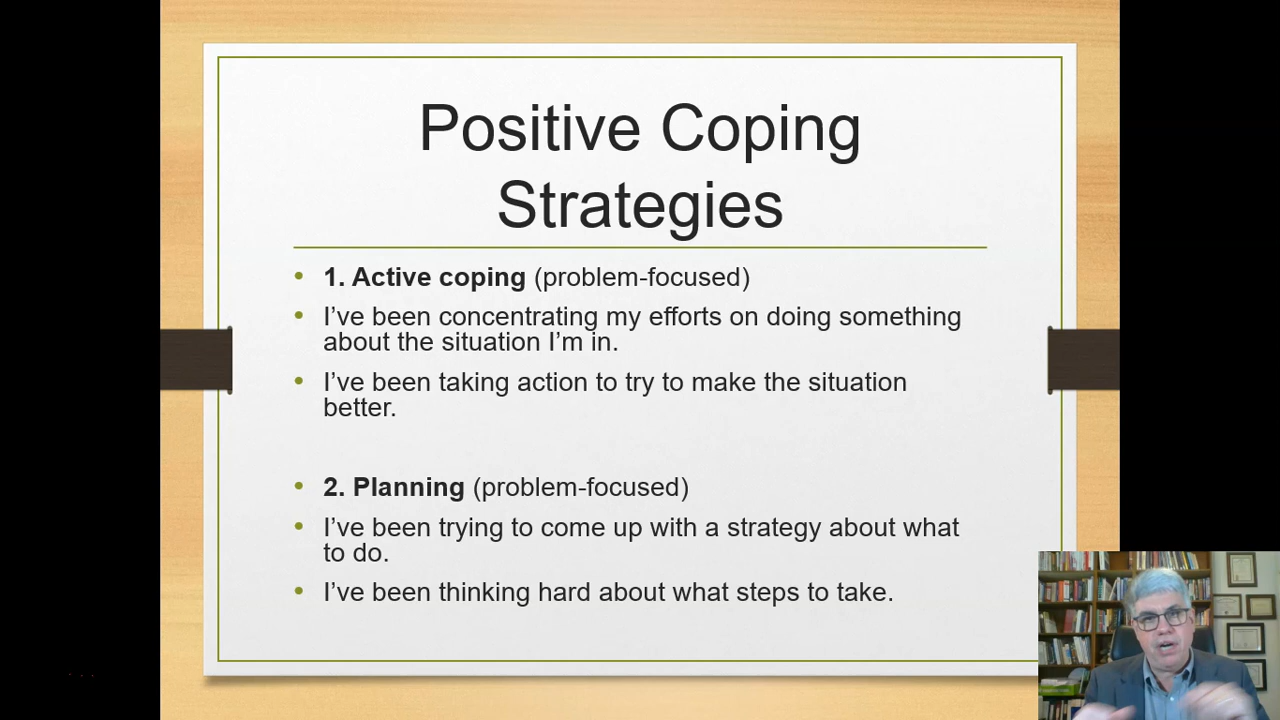 Positive Coping
Strategies
• 1. Active coping (problem-focused)
• I’ve been concentrating my efforts on doing something
about the situation I’m in.
• I’ve been taking action to try to make the situation
better.
• 2. Planning (problem-focused)
• I’ve been trying to come up with a strategy about what
to do.
• I’ve been thinking hard about what steps to take.